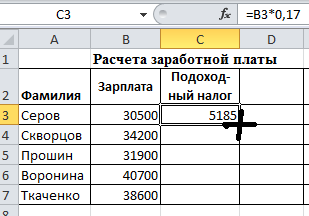 C3 fx =B3*0,17
A B C D
1 Расчета заработной платы
2 Фамилия Зарплата Подоход-
ный налог
3 Серов 30500 5185
4 Скворцов 34200
5 Прошин 31900
6 Воронина 40700
7 Ткаченко 38600